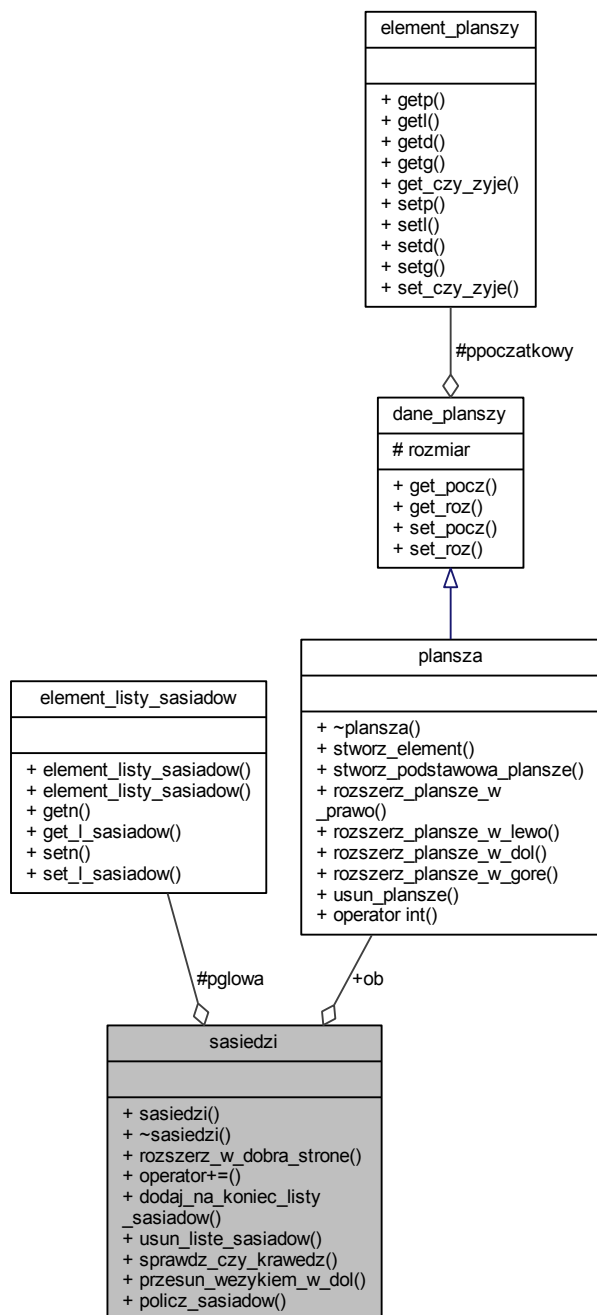 element_planszy
+ getp()
+ getl()
+ getd()
+ getg()
+ get_czy_zyje()
+ setp()
+ setl()
+ setd()
+ setg()
+ set_czy_zyje()
#ppoczatkowy
dane_planszy
# rozmiar
+ get_pocz()
+ get_roz()
+ set_pocz()
+ set_roz()
plansza
+ ~plansza()
+ stworz_element()
+ stworz_podstawowa_plansze()
+ rozszerz_plansze_w
_prawo()
+ rozszerz_plansze_w_lewo()
+ rozszerz_plansze_w_dol()
+ rozszerz_plansze_w_gore()
+ usun_plansze()
+ operator int()
element_listy_sasiadow
+ element_listy_sasiadow()
+ element_listy_sasiadow()
+ getn()
+ get_l_sasiadow()
+ setn()
+ set_l_sasiadow()
#pglowa
+ob
sasiedzi
+ sasiedzi()
+ ~sasiedzi()
+ rozszerz_w_dobra_strone()
+ operator+=()
+ dodaj_na_koniec_listy
_sasiadow()
+ usun_liste_sasiadow()
+ sprawdz_czy_krawedz()
+ przesun_wezykiem_w_dol()
+ policz_sasiadow()